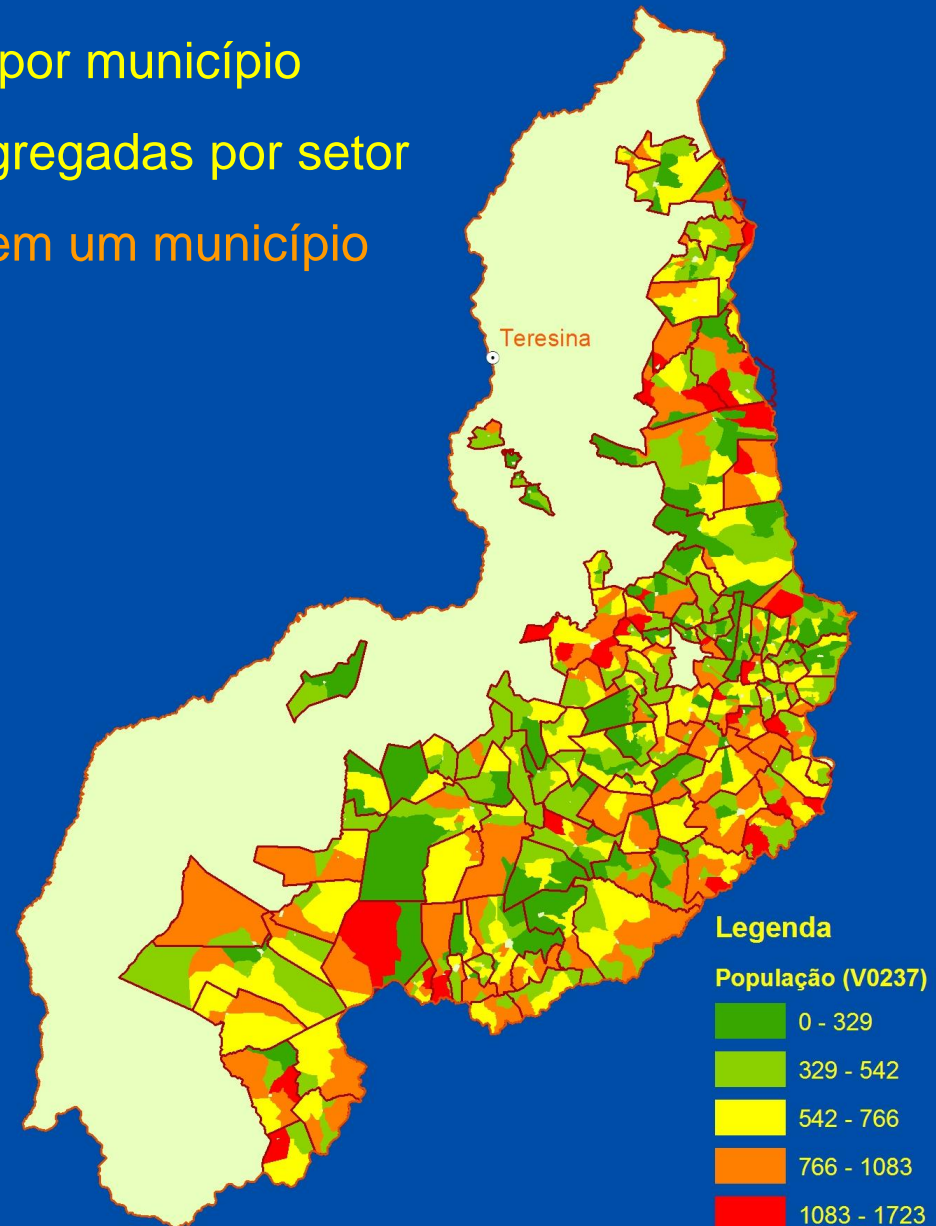 por município
gregadas por setor
em um município
Teresina
Legenda
População (V0237)
0 - 329
329 - 542
542 - 766
766 - 1083
1083 - 1723